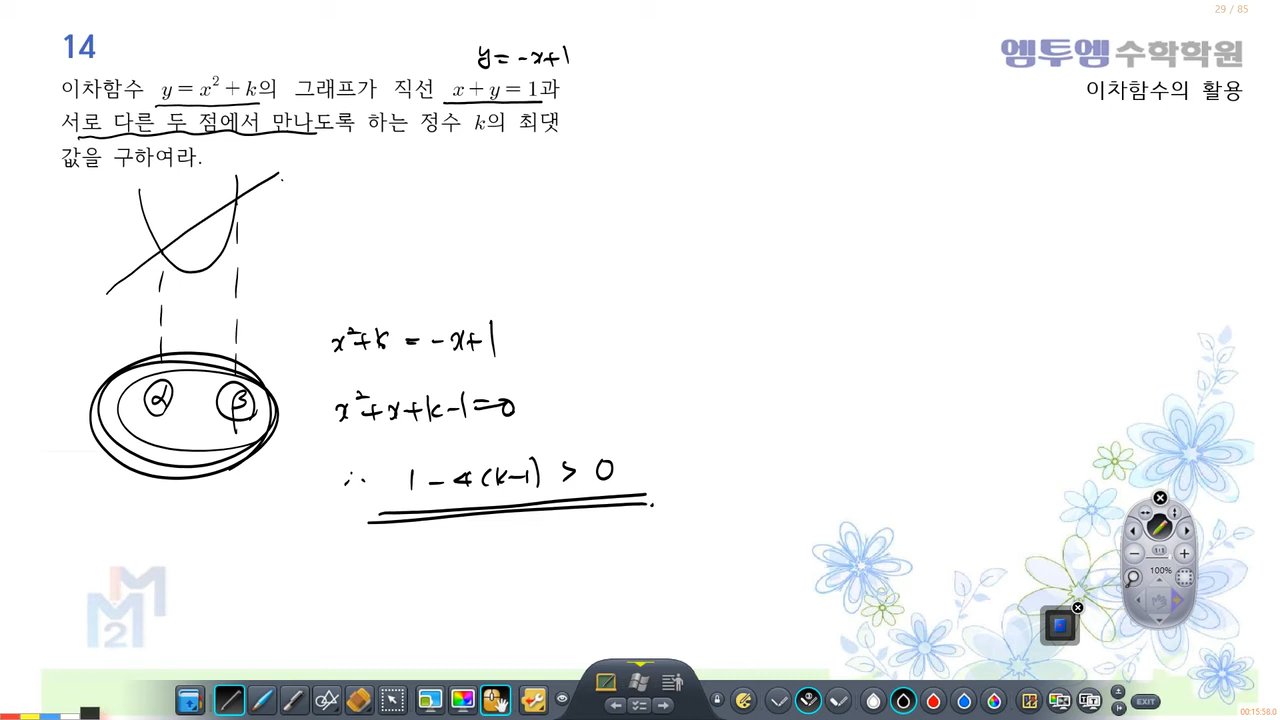 29 / 85
14
y = -x+1
엠투엠수학학원
이차함수 y = x² + k의 그래프가 직선 x + y = 1과
이차함수의 활용
서로 다른 두 점에서 만나도록 하는 정수 k의 최댓
값을 구하여라.
x²+k = -x+1
α β
x²+x+k-1=0
∴ 1-4(k-1) > 0
100%
M2M
EXIT
00:15:58.0